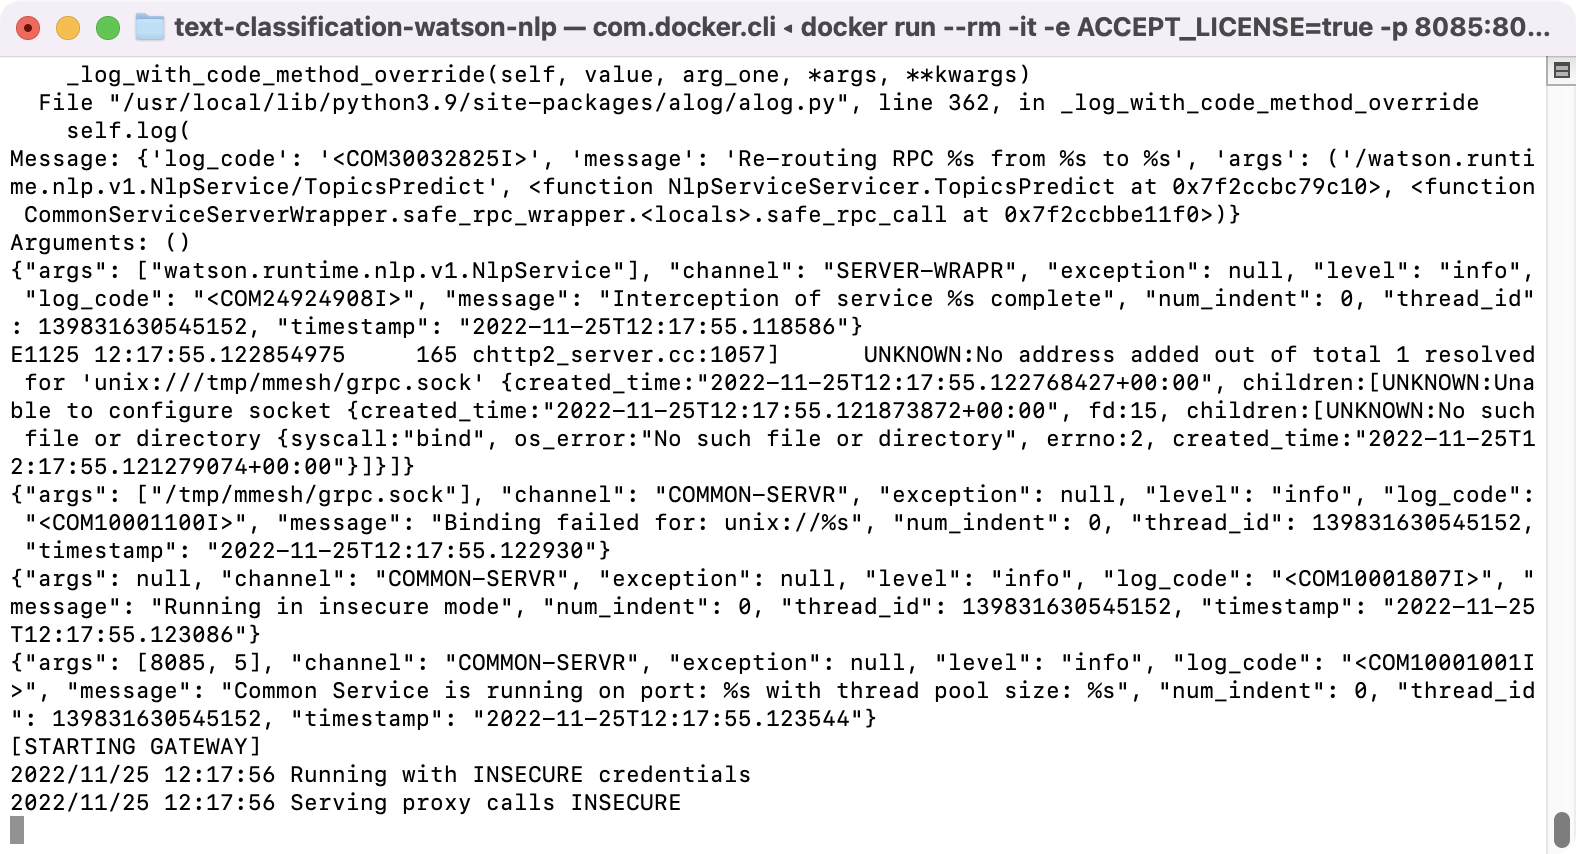 text-classification-watson-nlp — com.docker.cli ◂ docker run --rm -it -e ACCEPT_LICENSE=true -p 8085:80...
    _log_with_code_method_override(self, value, arg_one, *args, **kwargs)
  File "/usr/local/lib/python3.9/site-packages/alog/alog.py", line 362, in _log_with_code_method_override
    self.log(
Message: {'log_code': '<COM30032825I>', 'message': 'Re-routing RPC %s from %s to %s', 'args': ('/watson.runti
me.nlp.v1.NlpService/TopicsPredict', <function NlpServiceServicer.TopicsPredict at 0x7f2ccbc79c10>, <function
 CommonServiceServerWrapper.safe_rpc_wrapper.<locals>.safe_rpc_call at 0x7f2ccbbe11f0>)}
Arguments: ()
{"args": ["watson.runtime.nlp.v1.NlpService"], "channel": "SERVER-WRAPR", "exception": null, "level": "info",
 "log_code": "<COM24924908I>", "message": "Interception of service %s complete", "num_indent": 0, "thread_id"
: 139831630545152, "timestamp": "2022-11-25T12:17:55.118586"}
E1125 12:17:55.122854975     165 chttp2_server.cc:1057]      UNKNOWN:No address added out of total 1 resolved
 for 'unix:///tmp/mmesh/grpc.sock' {created_time:"2022-11-25T12:17:55.122768427+00:00", children:[UNKNOWN:Una
ble to configure socket {created_time:"2022-11-25T12:17:55.121873872+00:00", fd:15, children:[UNKNOWN:No such
 file or directory {syscall:"bind", os_error:"No such file or directory", errno:2, created_time:"2022-11-25T1
2:17:55.121279074+00:00"}]}]}
{"args": ["/tmp/mmesh/grpc.sock"], "channel": "COMMON-SERVR", "exception": null, "level": "info", "log_code":
 "<COM10001100I>", "message": "Binding failed for: unix://%s", "num_indent": 0, "thread_id": 139831630545152,
 "timestamp": "2022-11-25T12:17:55.122930"}
{"args": null, "channel": "COMMON-SERVR", "exception": null, "level": "info", "log_code": "<COM10001807I>", "
message": "Running in insecure mode", "num_indent": 0, "thread_id": 139831630545152, "timestamp": "2022-11-25
T12:17:55.123086"}
{"args": [8085, 5], "channel": "COMMON-SERVR", "exception": null, "level": "info", "log_code": "<COM10001001I
>", "message": "Common Service is running on port: %s with thread pool size: %s", "num_indent": 0, "thread_id
": 139831630545152, "timestamp": "2022-11-25T12:17:55.123544"}
[STARTING GATEWAY]
2022/11/25 12:17:56 Running with INSECURE credentials
2022/11/25 12:17:56 Serving proxy calls INSECURE